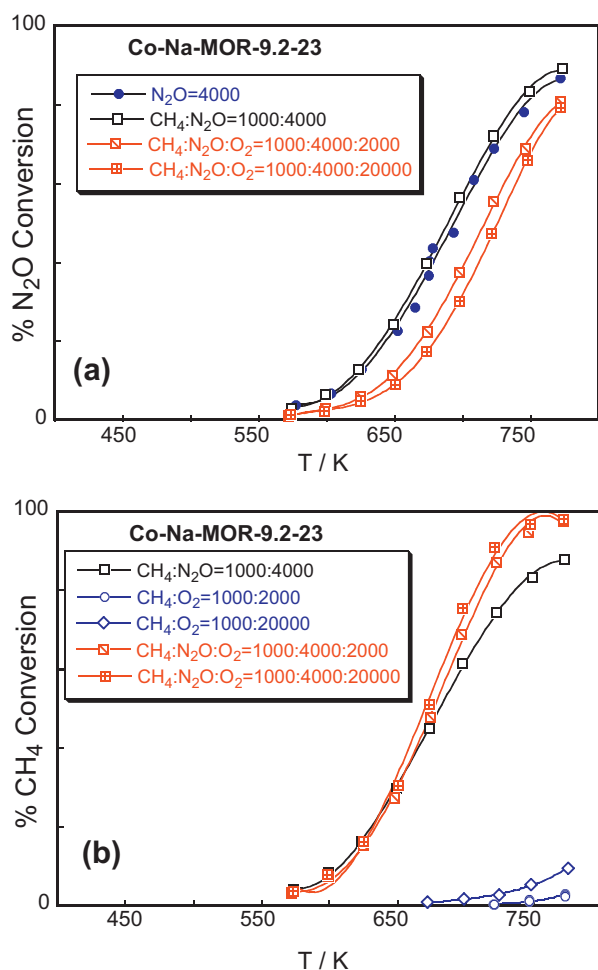 100
Co-Na-MOR-9.2-23
N₂O=4000
CH₄:N₂O=1000:4000
CH₄:N₂O:O₂=1000:4000:2000
CH₄:N₂O:O₂=1000:4000:20000
% N₂O Conversion
(a)
0
450 550 650 750
T / K
100
Co-Na-MOR-9.2-23
CH₄:N₂O=1000:4000
CH₄:O₂=1000:2000
CH₄:O₂=1000:20000
CH₄:N₂O:O₂=1000:4000:2000
CH₄:N₂O:O₂=1000:4000:20000
% CH₄ Conversion
(b)
0
450 550 650 750
T / K